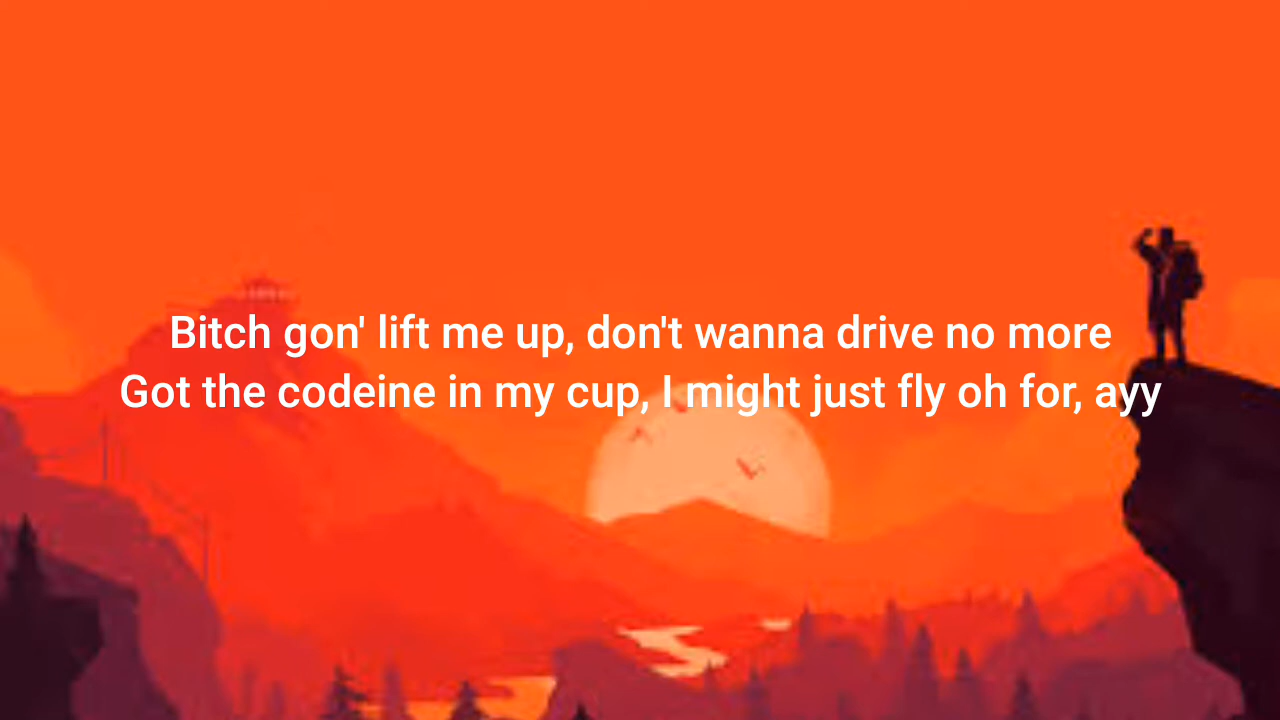 Bitch gon' lift me up, don't wanna drive no more
Got the codeine in my cup, I might just fly oh for, ayy